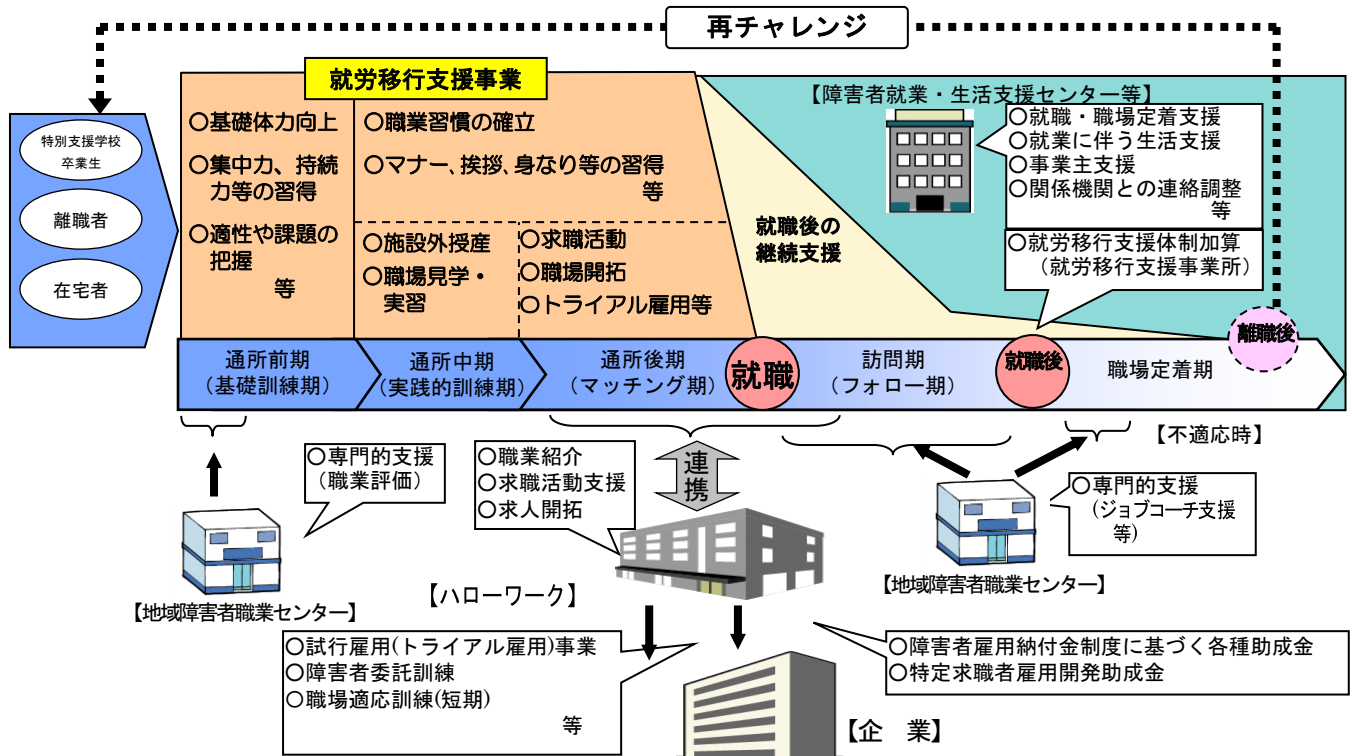 再チャレンジ
就労移行支援事業
特別支援学校
卒業生
離職者
在宅者
○基礎体力向上
○集中力、持続
力等の習得
○適性や課題の
把握
等
○職業習慣の確立
○マナー、挨拶、身なり等の習得
等
○施設外授産
○職場見学・
実習
○求職活動
○職場開拓
○トライアル雇用等
就職後の
継続支援
【障害者就業・生活支援センター等】
○就職・職場定着支援
○就業に伴う生活支援
○事業主支援
○関係機関との連絡調整
等
○就労移行支援体制加算
（就労移行支援事業所）
通所前期
（基礎訓練期）
通所中期
（実践的訓練期）
通所後期
（マッチング期）
就職
訪問期
（フォロー期）
就職後
職場定着期
離職後
【不適応時】
○専門的支援
（職業評価）
【地域障害者職業センター】
○職業紹介
○求職活動支援
○求人開拓
連携
【ハローワーク】
○専門的支援
(ジョブコーチ支援
等)
【地域障害者職業センター】
○試行雇用(トライアル雇用)事業
○障害者委託訓練
○職場適応訓練(短期)
等
○障害者雇用納付金制度に基づく各種助成金
○特定求職者雇用開発助成金
【企　業】